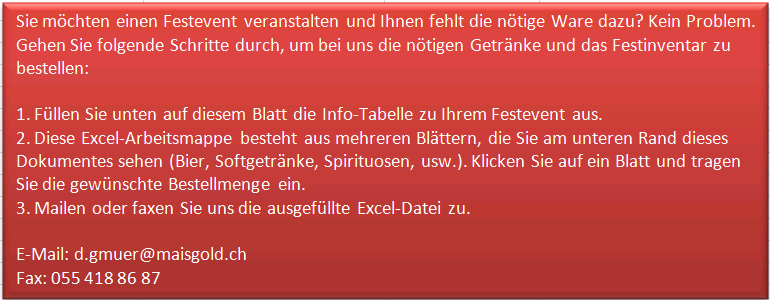 Sie möchten einen Festevent veranstalten und Ihnen fehlt die nötige Ware dazu? Kein Problem.
Gehen Sie folgende Schritte durch, um bei uns die nötigen Getränke und das Festinventar zu
bestellen:
1. Füllen Sie unten auf diesem Blatt die Info-Tabelle zu Ihrem Festevent aus.
2. Diese Excel-Arbeitsmappe besteht aus mehreren Blättern, die Sie am unteren Rand dieses
Dokumentes sehen (Bier, Softgetränke, Spirituosen, usw.). Klicken Sie auf ein Blatt und tragen
Sie die gewünschte Bestellmenge ein.
3. Mailen oder faxen Sie uns die ausgefüllte Excel-Datei zu.
E-Mail: d.gmuer@maisgold.ch
Fax: 055 418 86 87